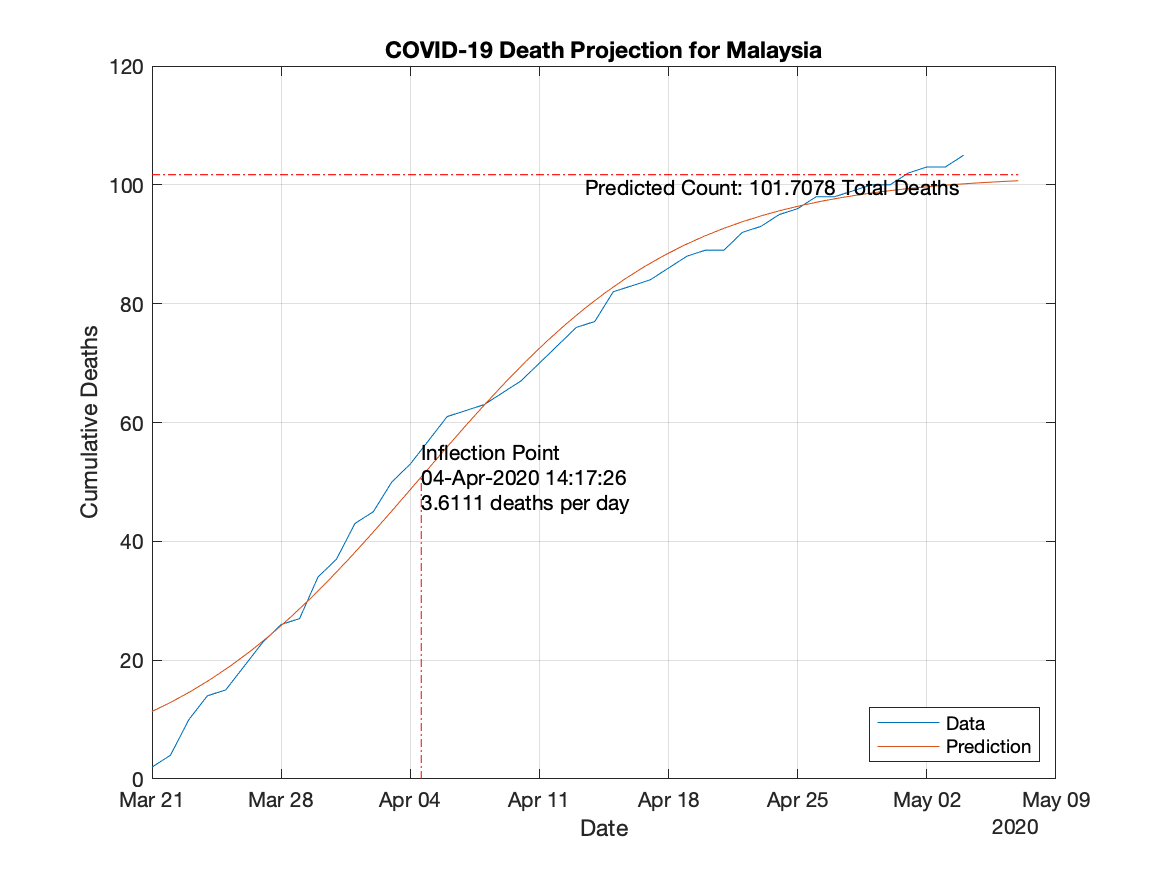 COVID-19 Death Projection for Malaysia
120
100
80
60
40
20
0
Cumulative Deaths
Predicted Count: 101.7078 Total Deaths
Inflection Point
04-Apr-2020 14:17:26
3.6111 deaths per day
Data
Prediction
Mar 21 Mar 28 Apr 04 Apr 11 Apr 18 Apr 25 May 02 May 09
Date
2020